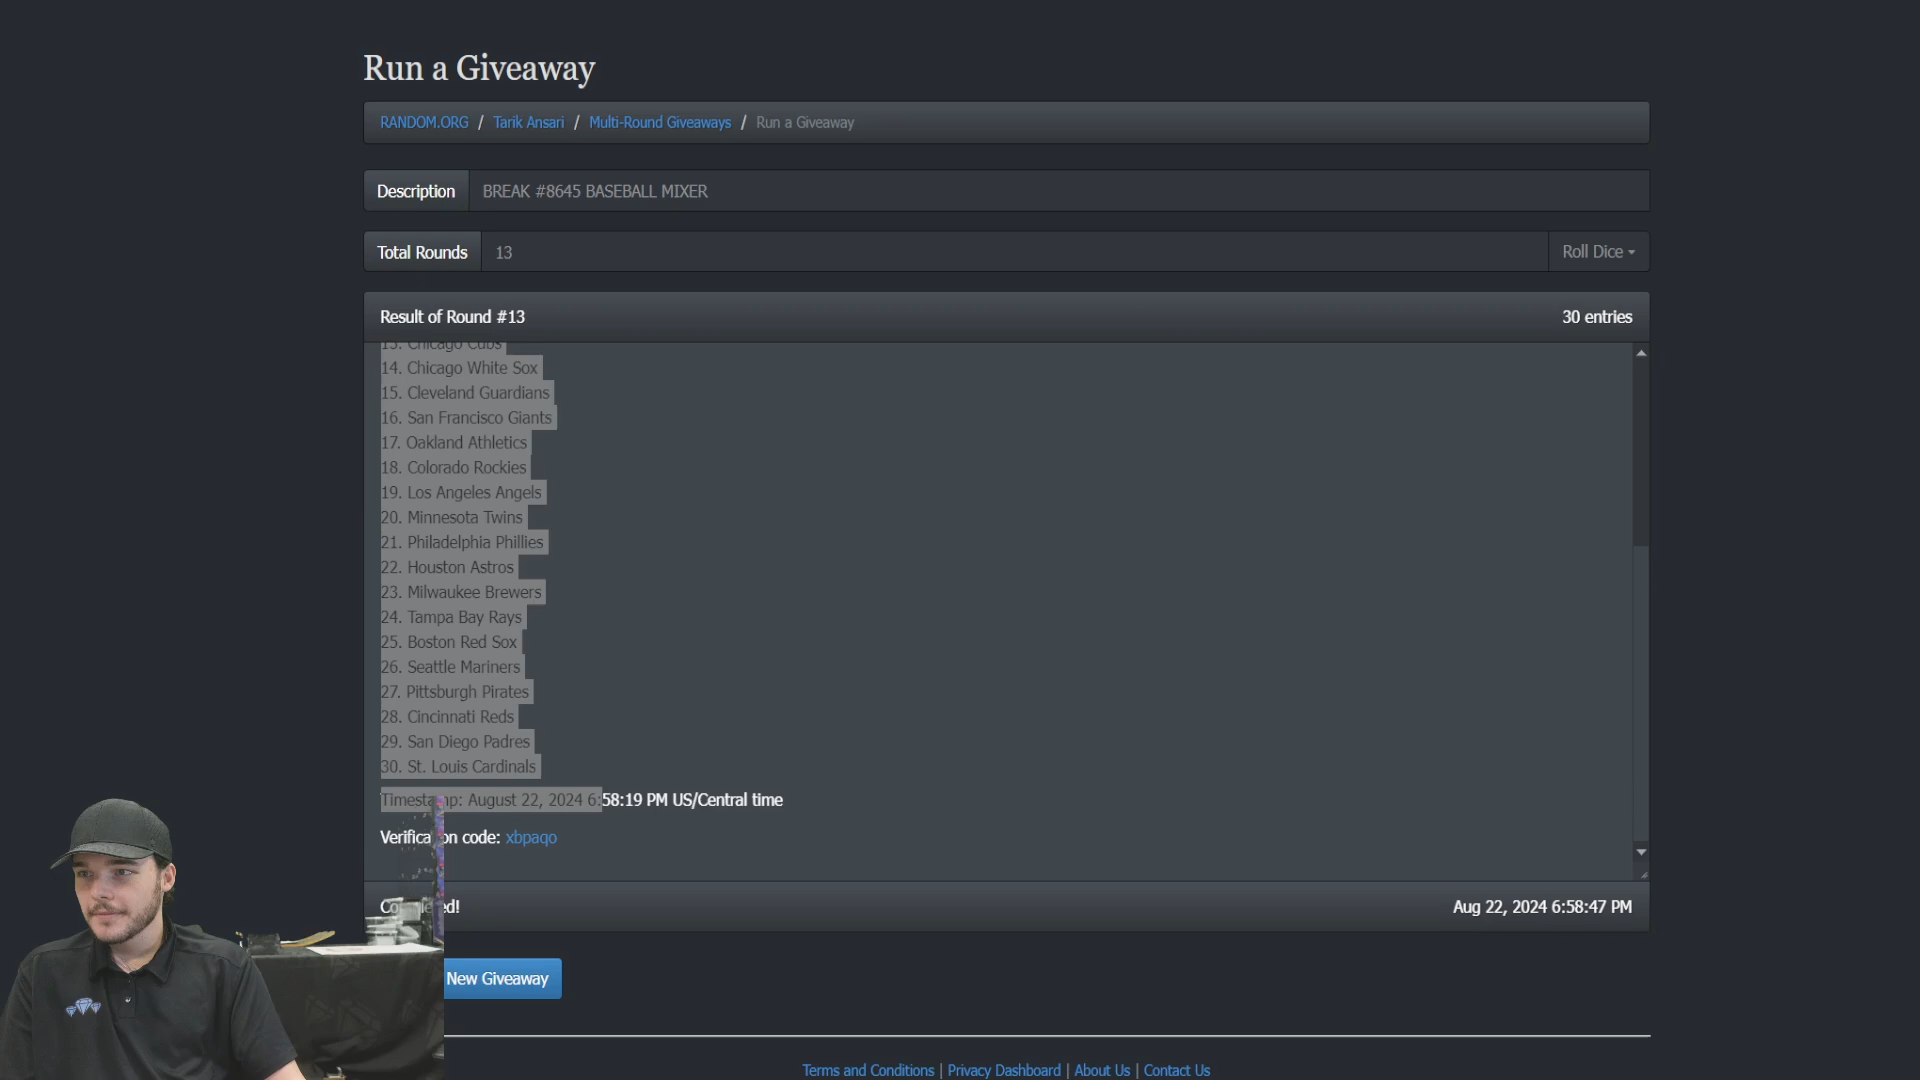 Run a Giveaway
RANDOM.ORG / Tarik Ansari / Multi-Round Giveaways / Run a Giveaway
Description BREAK #8645 BASEBALL MIXER
Total Rounds 13 Roll Dice
Result of Round #13 30 entries
13. Chicago Cubs
14. Chicago White Sox
15. Cleveland Guardians
16. San Francisco Giants
17. Oakland Athletics
18. Colorado Rockies
19. Los Angeles Angels
20. Minnesota Twins
21. Philadelphia Phillies
22. Houston Astros
23. Milwaukee Brewers
24. Tampa Bay Rays
25. Boston Red Sox
26. Seattle Mariners
27. Pittsburgh Pirates
28. Cincinnati Reds
29. San Diego Padres
30. St. Louis Cardinals
Timestamp: August 22, 2024 6:58:19 PM US/Central time
Verification code: xbpaqo
Completed! Aug 22, 2024 6:58:47 PM
New Giveaway
Terms and Conditions | Privacy Dashboard | About Us | Contact Us